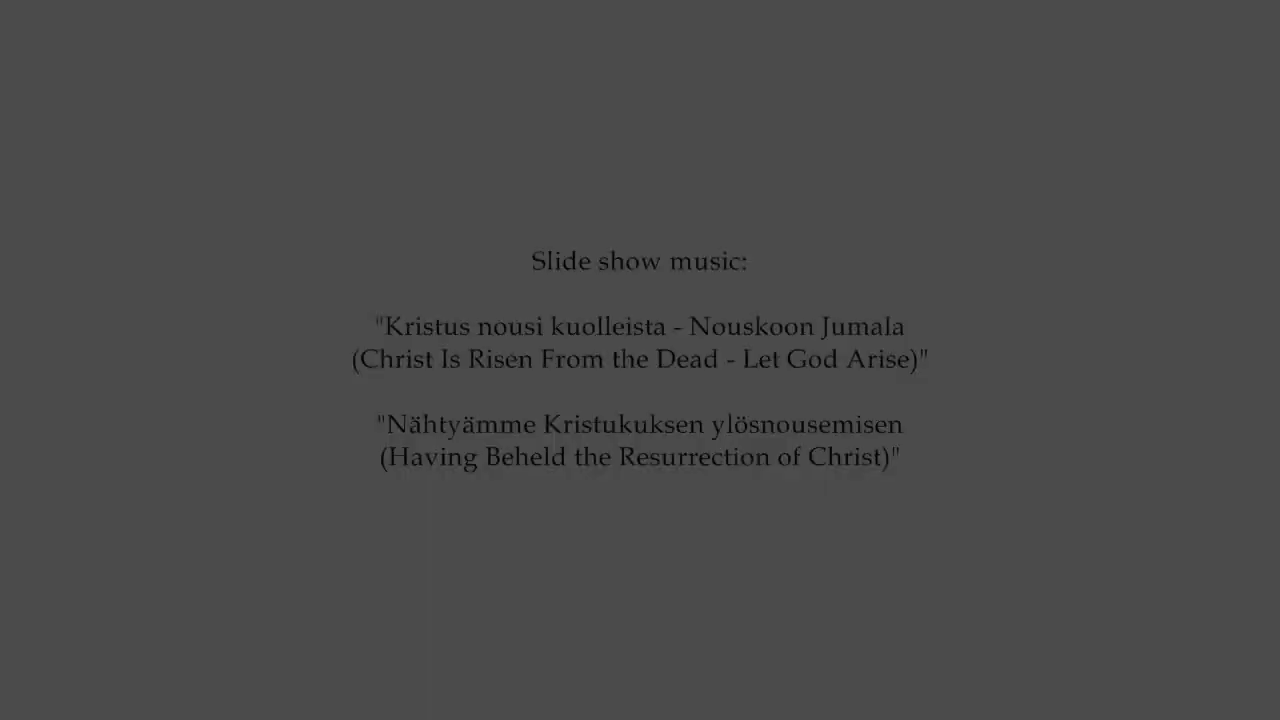 Slide show music:
"Kristus nousi kuolleista - Nouskoon Jumala
(Christ Is Risen From the Dead - Let God Arise)"
"Nähtyämme Kristukuksen ylösnousemisen
(Having Beheld the Resurrection of Christ)"